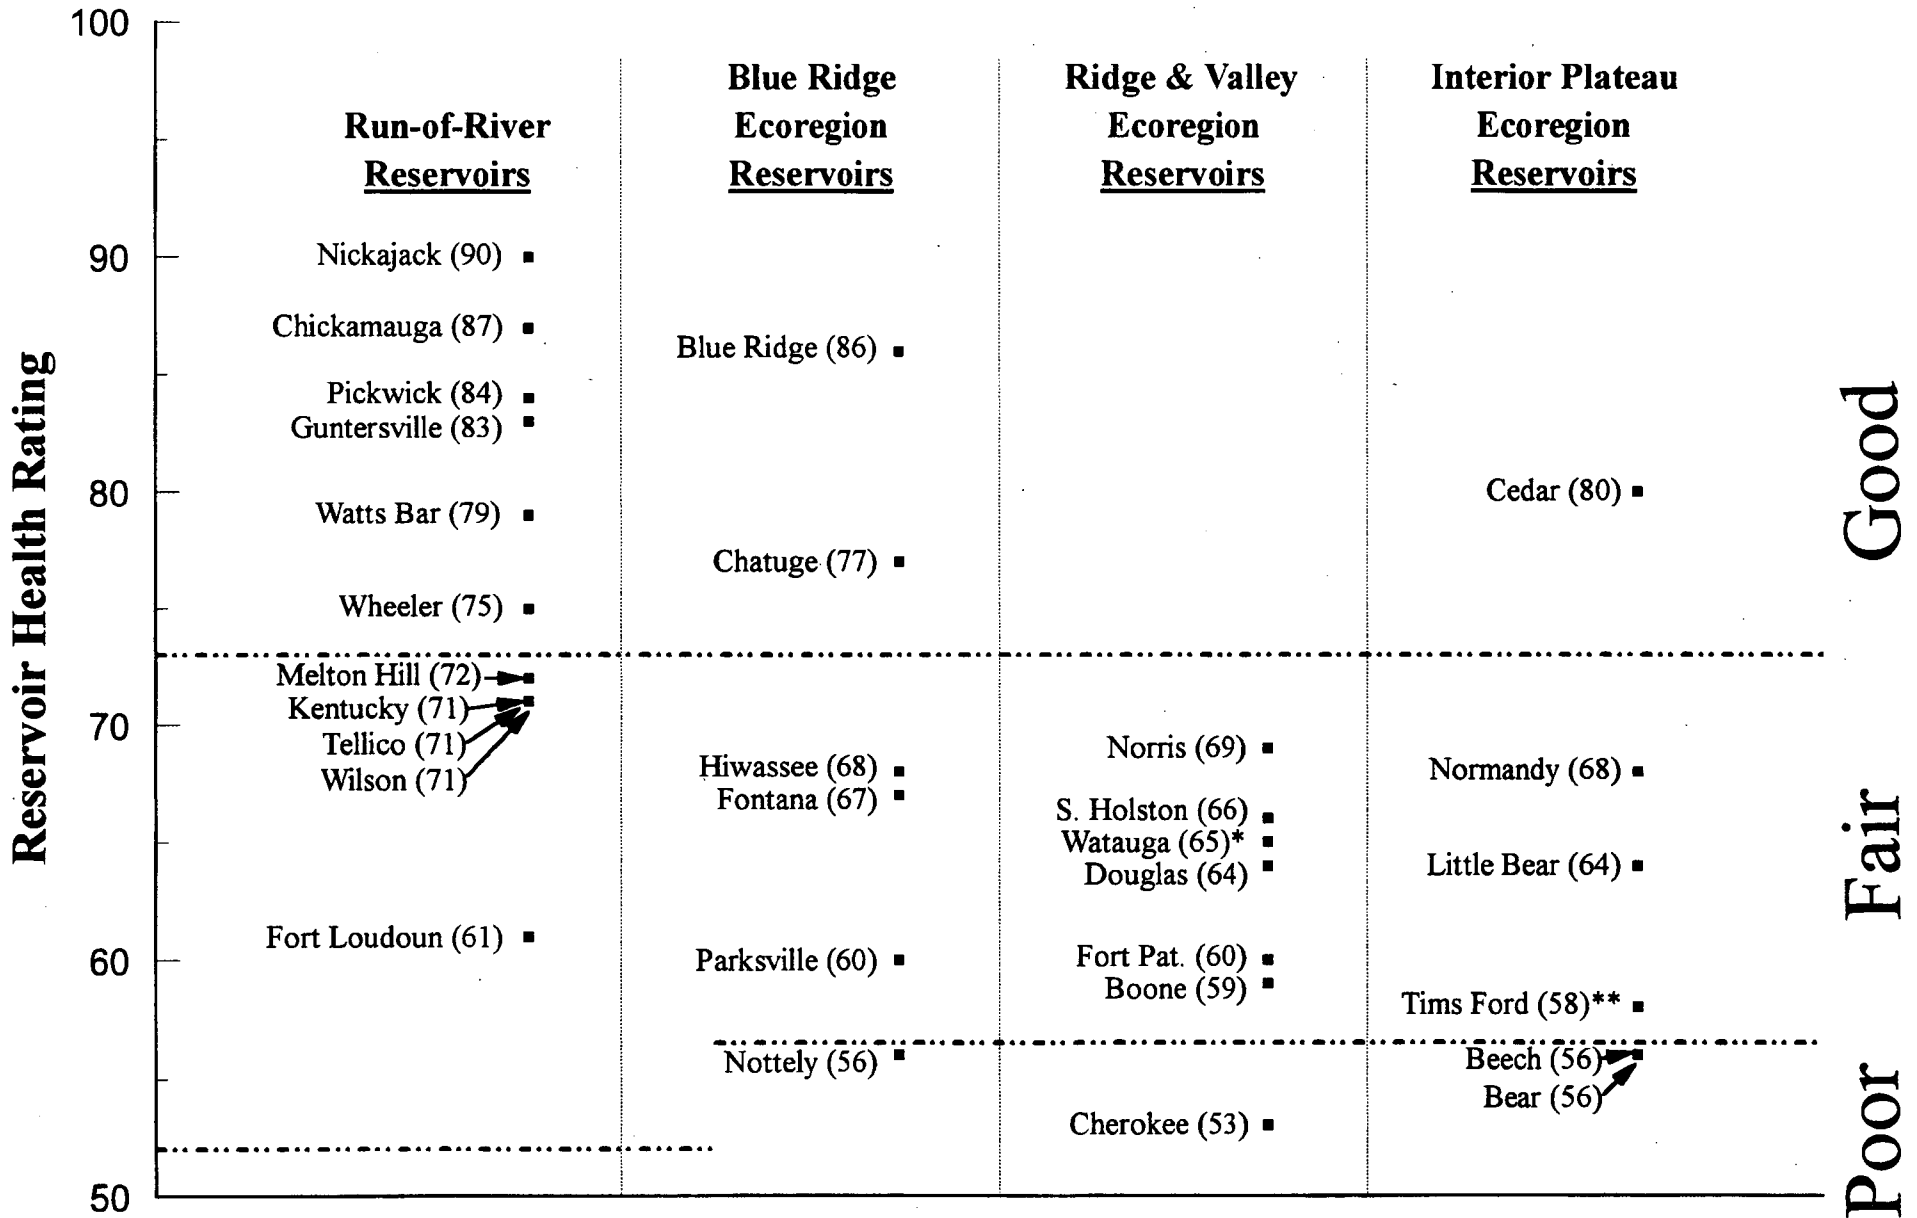 Reservoir Health Rating
100
90
80
70
60
50
Run-of-River
Reservoirs
Nickajack (90)
Chickamauga (87)
Pickwick (84)
Guntersville (83)
Watts Bar (79)
Wheeler (75)
Melton Hill (72)
Kentucky (71)
Tellico (71)
Wilson (71)
Fort Loudoun (61)
Blue Ridge
Ecoregion
Reservoirs
Blue Ridge (86)
Chatuge (77)
Hiwassee (68)
Fontana (67)
Parksville (60)
Nottely (56)
Ridge & Valley
Ecoregion
Reservoirs
Norris (69)
S. Holston (66)
Watauga (65)*
Douglas (64)
Fort Pat. (60)
Boone (59)
Cherokee (53)
Interior Plateau
Ecoregion
Reservoirs
Cedar (80)
Normandy (68)
Little Bear (64)
Tims Ford (58)**
Beech (56)
Bear (56)
Good
Fair
Poor